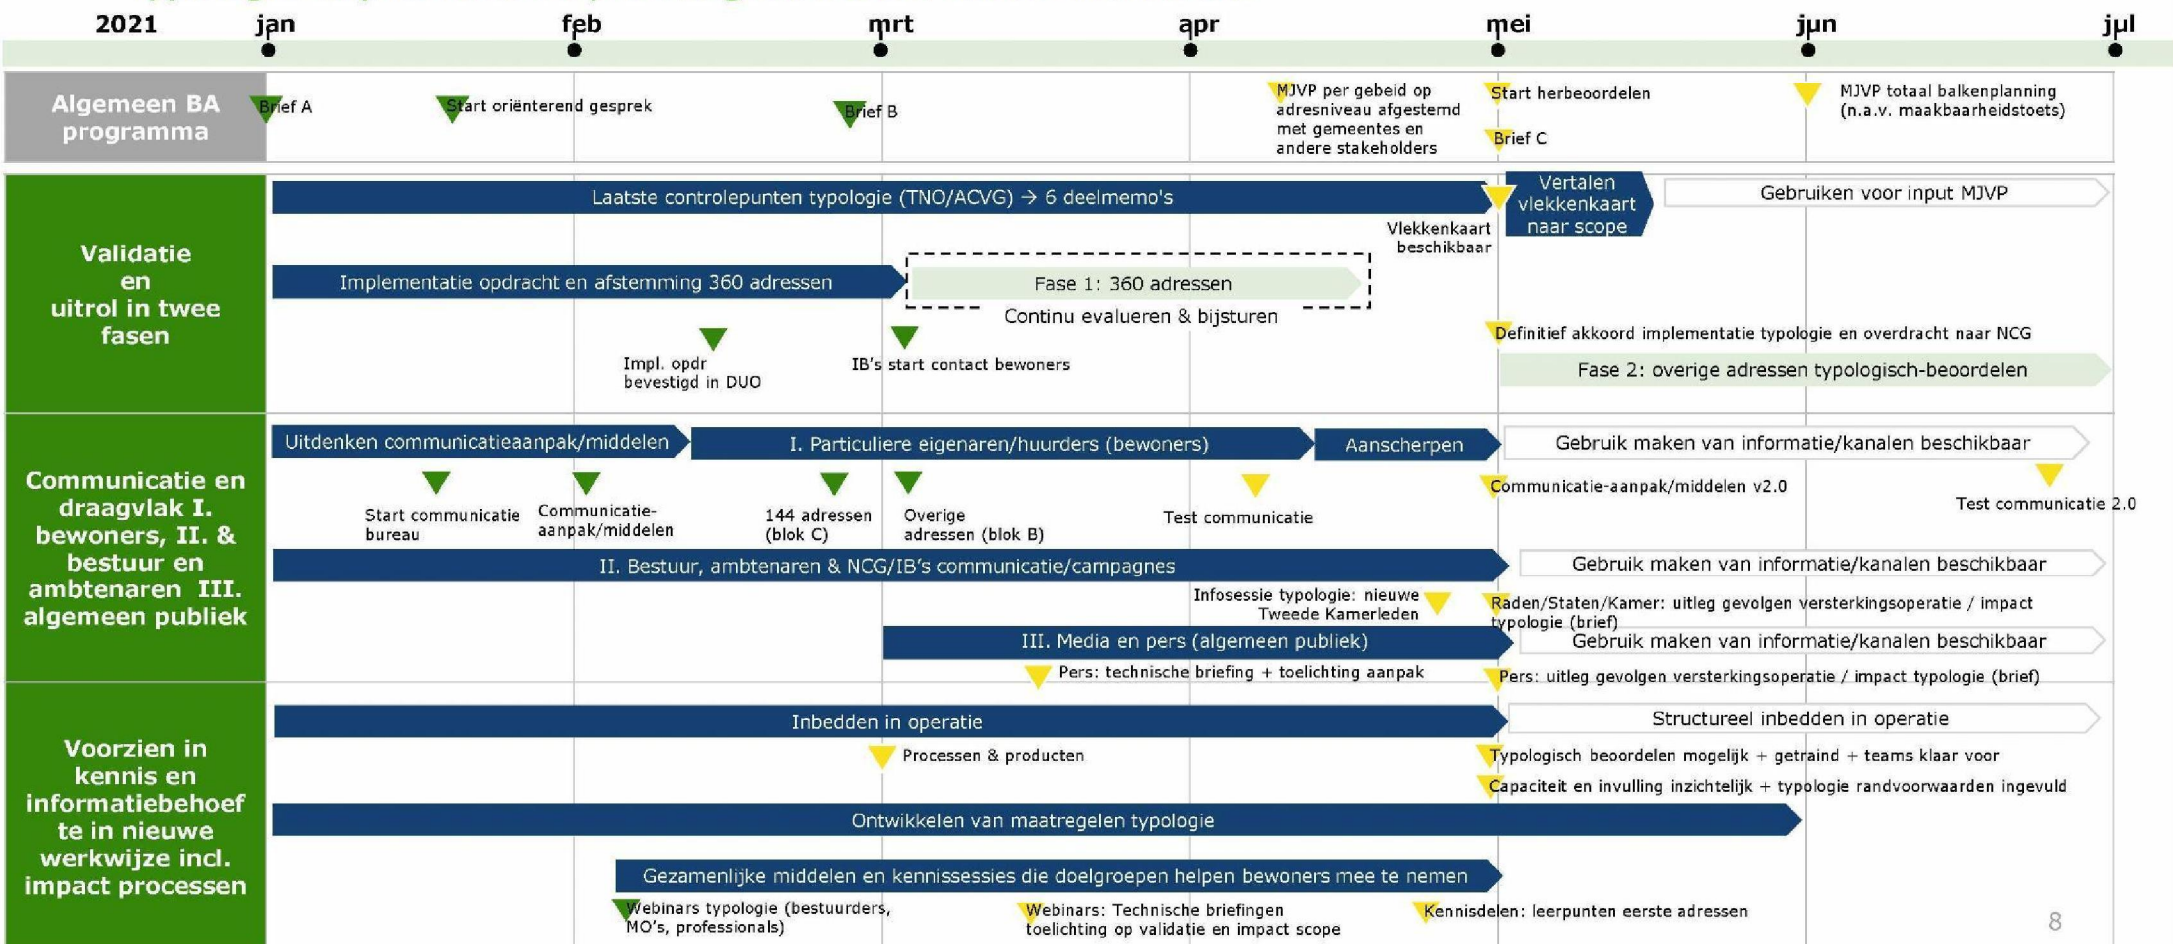 2021
jan
feb
mrt
apr
mei
jun
jul
Algemeen BA
programma
Brief A
Start oriënterend gesprek
Brief B
MJVP per gebeid op
adresniveau afgestemd
met gemeentes en
andere stakeholders
Start herbeoordelen
Brief C
MJVP totaal balkenplanning
(n.a.v. maakbaarheidstoets)
Validatie
en
uitrol in twee
fasen
Laatste controlepunten typologie (TNO/ACVG) → 6 deelmemo's
Vertalen
vlekkenkaart
naar scope
Gebruiken voor input MJVP
Vlekkenkaart
beschikbaar
Implementatie opdracht en afstemming 360 adressen
Fase 1: 360 adressen
Continu evalueren & bijsturen
Impl. opdr
bevestigd in DUO
IB's start contact bewoners
Definitief akkoord implementatie typologie en overdracht naar NCG
Fase 2: overige adressen typologisch-beoordelen
Communicatie en
draagvlak I.
bewoners, II. &
bestuur en
ambtenaren III.
algemeen publiek
Uitdenken communicatieaanpak/middelen
I. Particuliere eigenaren/huurders (bewoners)
Aanscherpen
Gebruik maken van informatie/kanalen beschikbaar
Start communicatie
bureau
Communicatie-
aanpak/middelen
144 adressen
(blok C)
Overige
adressen (blok B)
Test communicatie
Communicatie-aanpak/middelen v2.0
Test communicatie 2.0
II. Bestuur, ambtenaren & NCG/IB's communicatie/campagnes
Gebruik maken van informatie/kanalen beschikbaar
Infosessie typologie: nieuwe
Tweede Kamerleden
Raden/Staten/Kamer: uitleg gevolgen versterkingsoperatie / impact
typologie (brief)
III. Media en pers (algemeen publiek)
Gebruik maken van informatie/kanalen beschikbaar
Pers: technische briefing + toelichting aanpak
Pers: uitleg gevolgen versterkingsoperatie / impact typologie (brief)
Voorzien in
kennis en
informatiebehoef
te in nieuwe
werkwijze incl.
impact processen
Inbedden in operatie
Structureel inbedden in operatie
Processen & producten
Typologisch beoordelen mogelijk + getraind + teams klaar voor
Capaciteit en invulling inzichtelijk + typologie randvoorwaarden ingevuld
Ontwikkelen van maatregelen typologie
Gezamenlijke middelen en kennissessies die doelgroepen helpen bewoners mee te nemen
Webinars typologie (bestuurders,
MO's, professionals)
Webinars: Technische briefingen
toelichting op validatie en impact scope
Kennisdelen: leerpunten eerste adressen
8